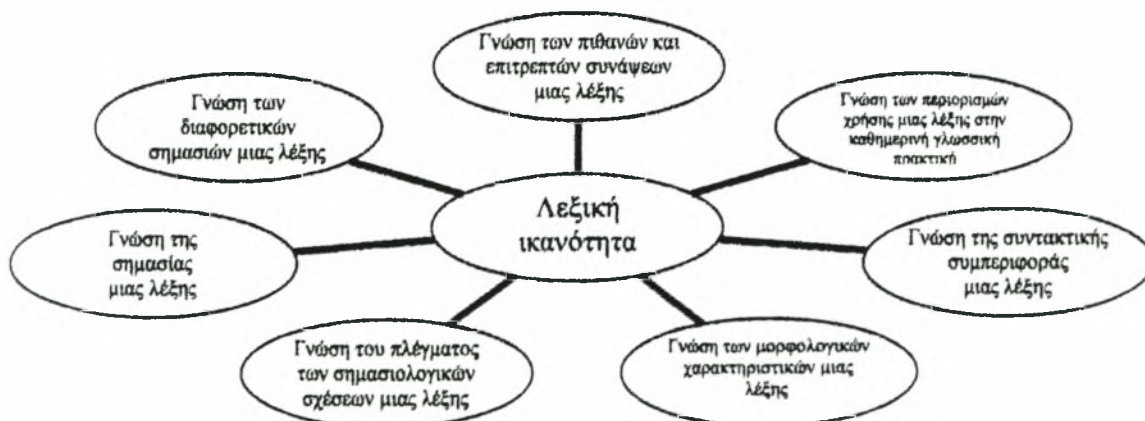 Γνώση των πιθανών και
επιτρεπτών συνάψεων
μιας λέξης
Γνώση των
διαφορετικών
σημασιών μιας λέξης
Γνώση των περιορισμών
χρήσης μιας λέξης στην
καθημερινή γλωσσική
πρακτική
Λεξική
ικανότητα
Γνώση της
σημασίας
μιας λέξης
Γνώση της συντακτικής
συμπεριφοράς
μιας λέξης
Γνώση του πλέγματος
των σημασιολογικών
σχέσεων μιας λέξης
Γνώση των μορφολογικών
χαρακτηριστικών μιας
λέξης